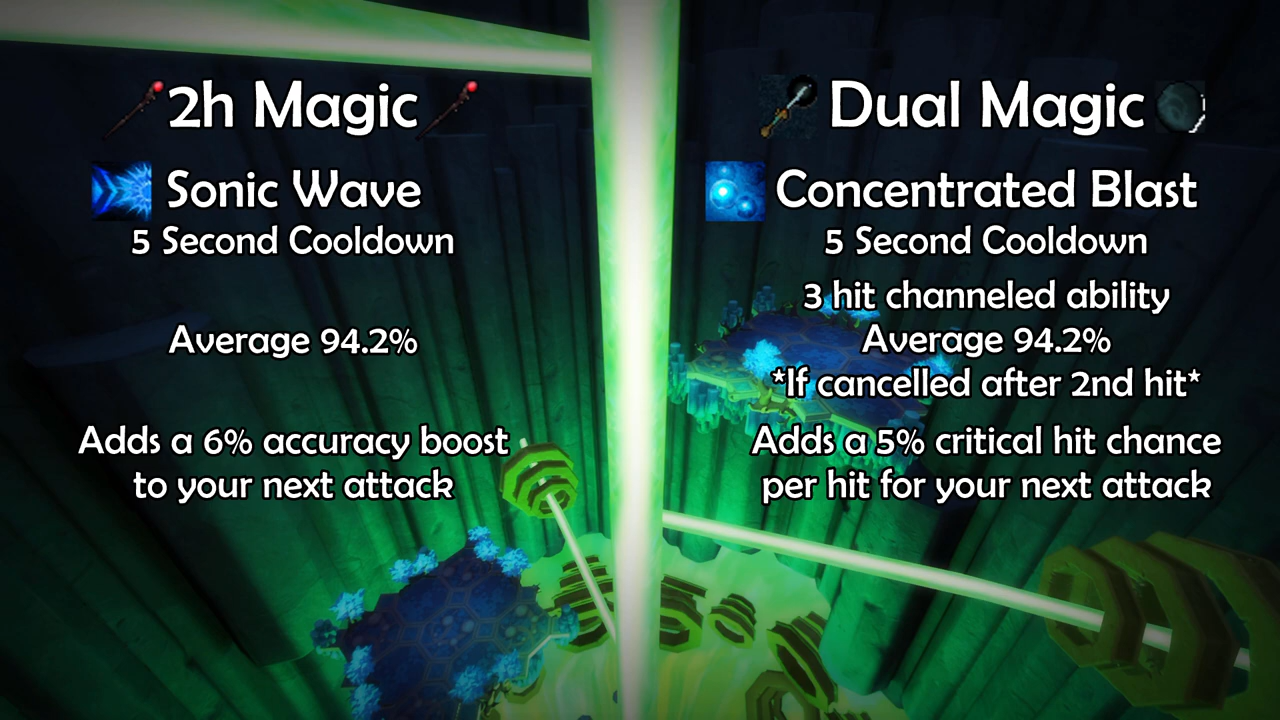 2h Magic
Sonic Wave
5 Second Cooldown
Average 94.2%
Adds a 6% accuracy boost
to your next attack
Dual Magic
Concentrated Blast
5 Second Cooldown
3 hit channeled ability
Average 94.2%
*If cancelled after 2nd hit*
Adds a 5% critical hit chance
per hit for your next attack